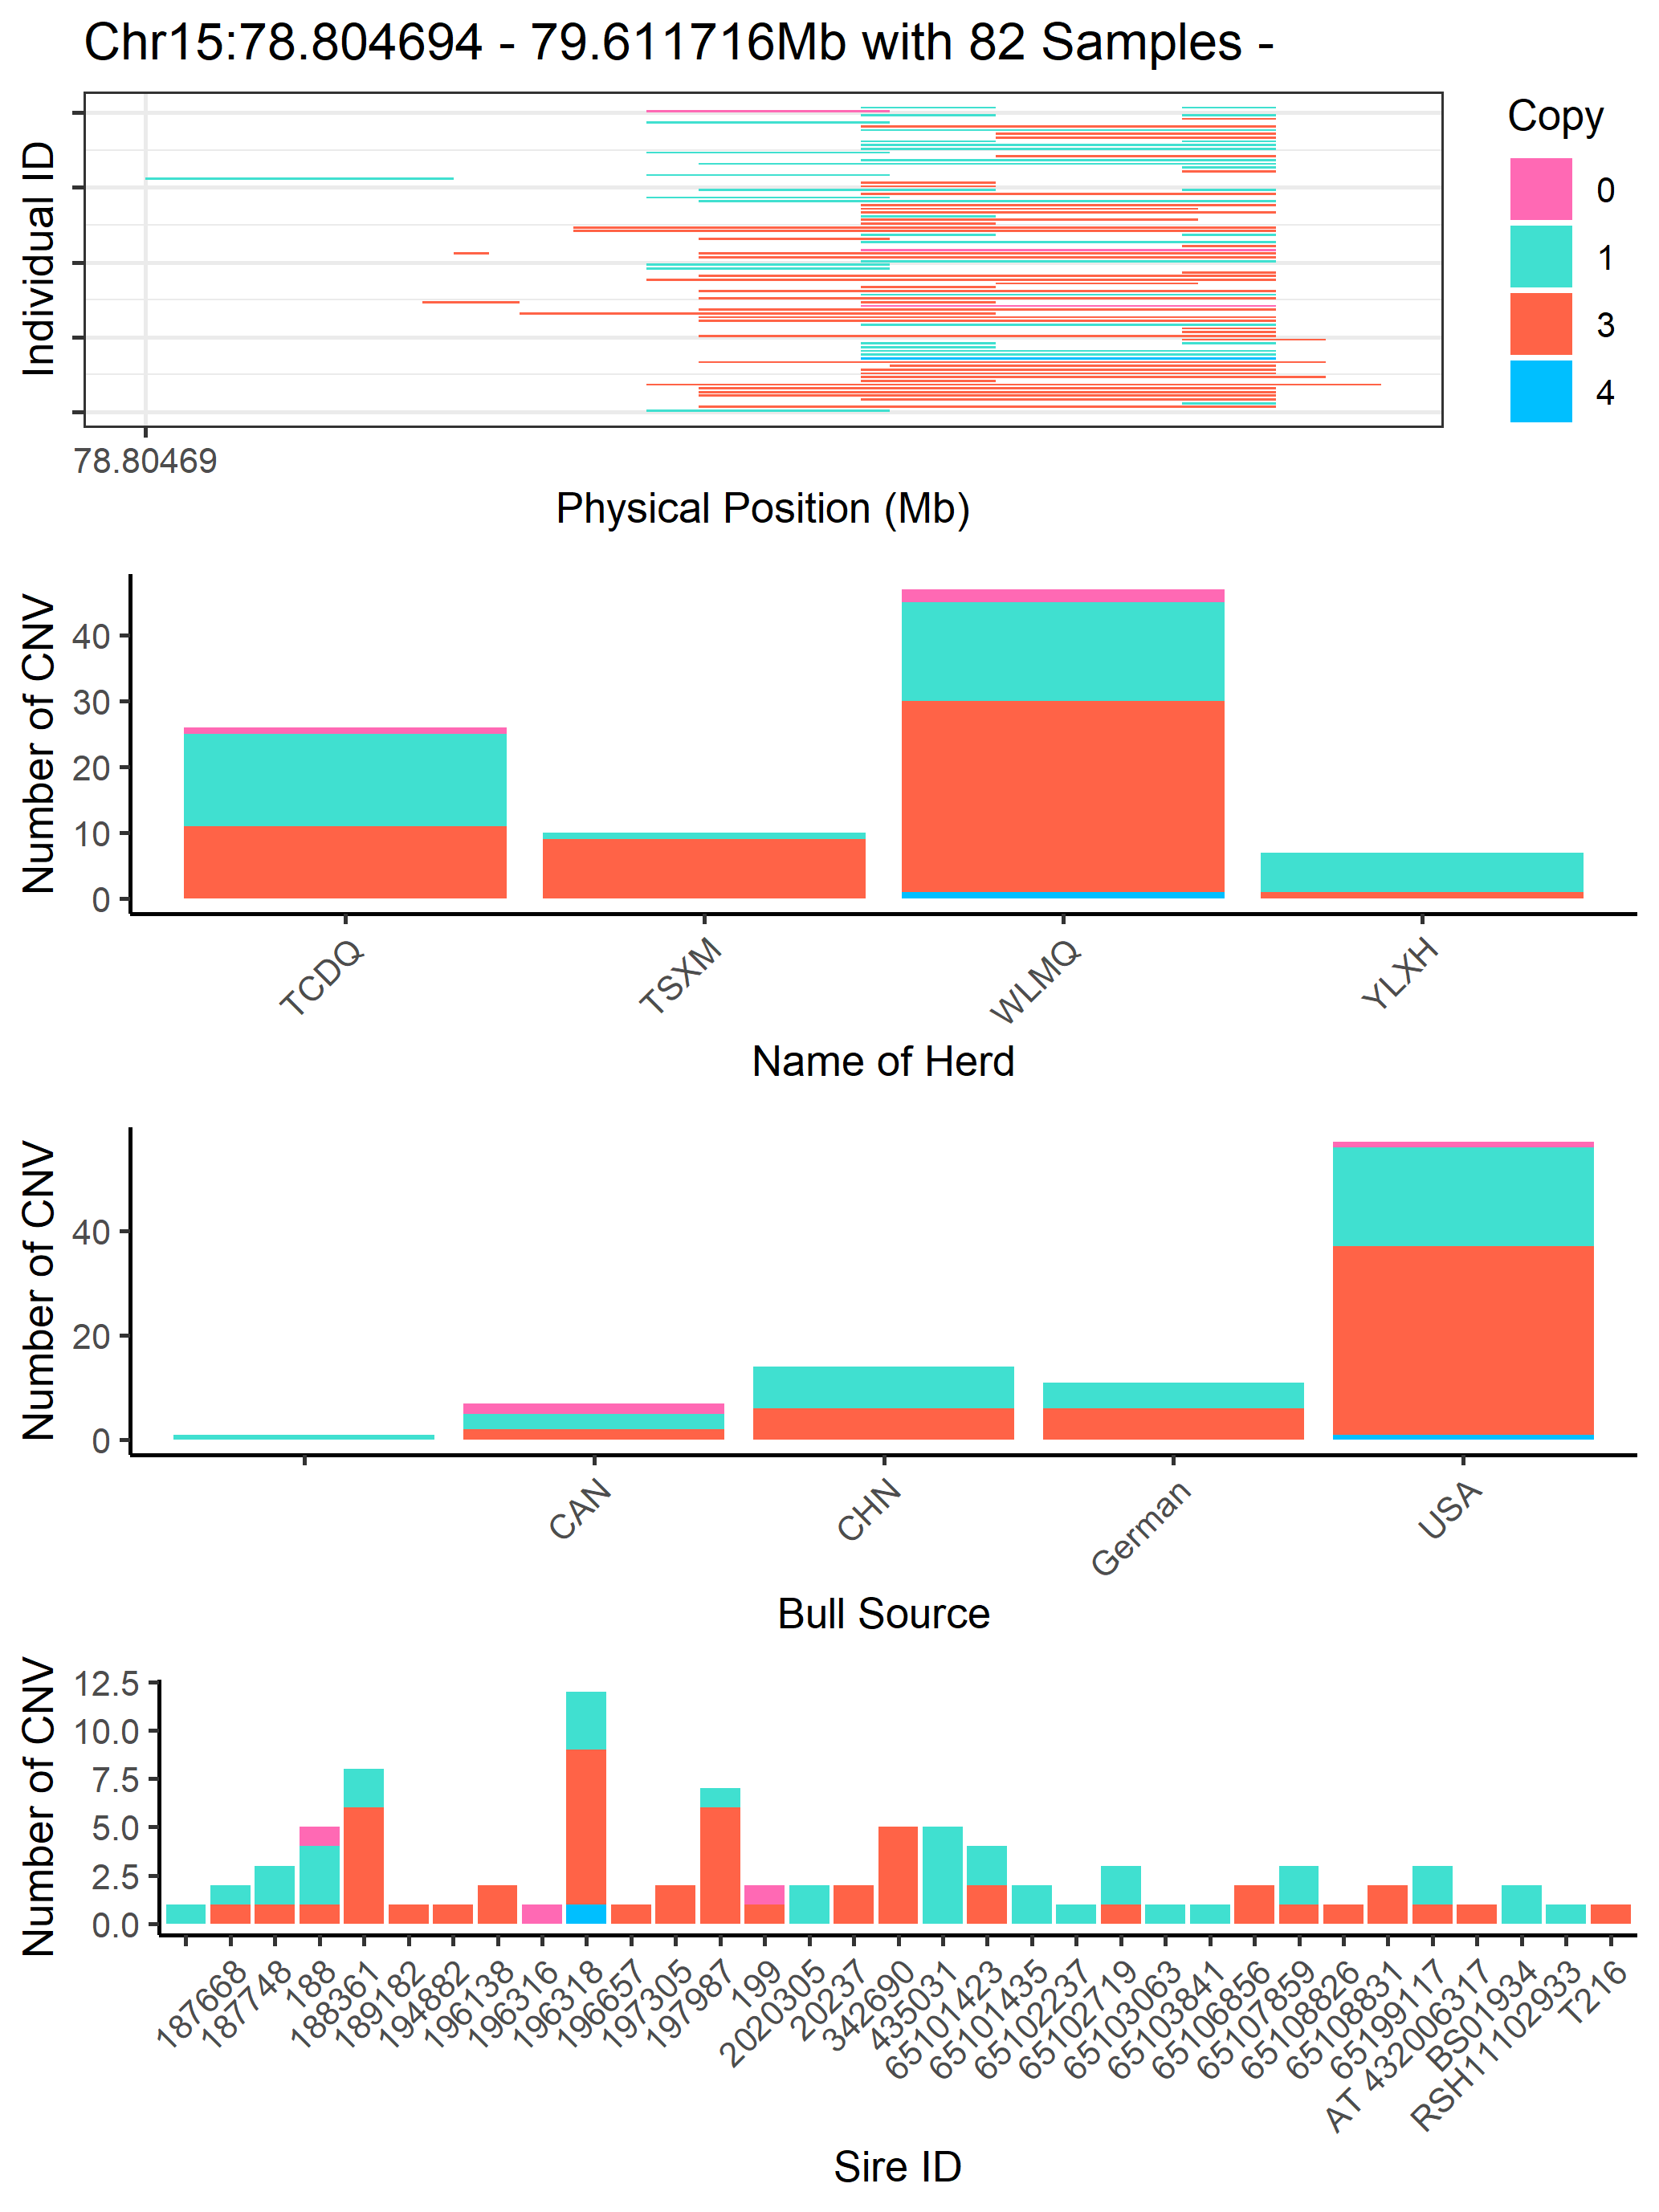 Chr15:78.804694 - 79.611716Mb with 82 Samples -
Individual ID
78.80469
Physical Position (Mb)
Copy
0
1
3
4
Number of CNV
40
30
20
10
0
TCDQ
TSXM
WLMQ
YLXH
Name of Herd
Number of CNV
40
20
0
CAN
CHN
German
USA
Bull Source
Number of CNV
12.5
10.0
7.5
5.0
2.5
0.0
187668
187748
188
188361
189182
194882
196138
196316
196318
196657
197305
197987
199
202305
20237
342690
435031
65101423
65101435
65102237
65102719
65103063
65103841
65106856
65107859
65108826
65108831
65199117
AT 432006317
BS01934
RSH11102933
T216
Sire ID